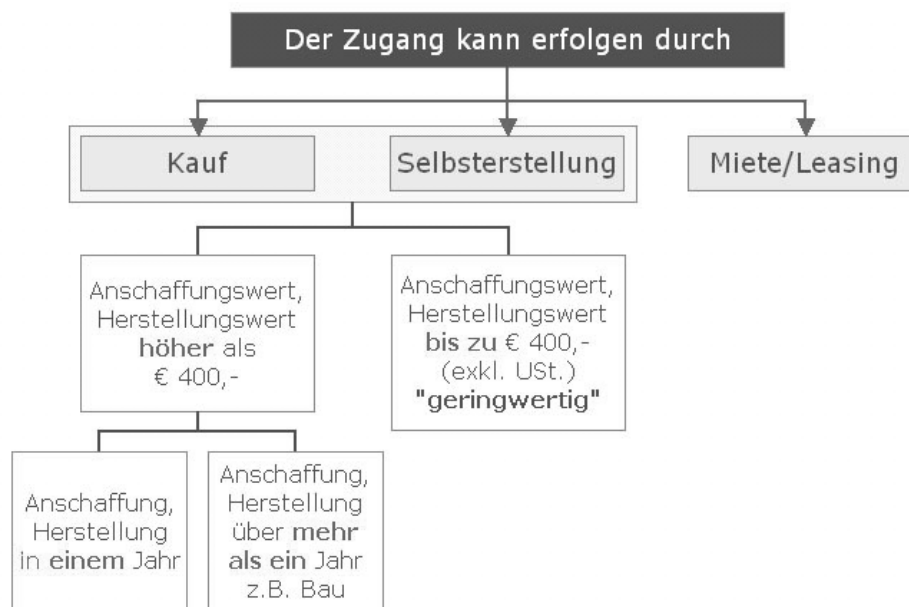 Der Zugang kann erfolgen durch
Kauf
Selbsterstellung
Miete/Leasing
Anschaffungswert,
Herstellungswert
höher als
€ 400,-
Anschaffungswert,
Herstellungswert
bis zu € 400,-
(exkl. USt.)
"geringwertig"
Anschaffung,
Herstellung
in einem Jahr
Anschaffung,
Herstellung
über mehr
als ein Jahr
z.B. Bau